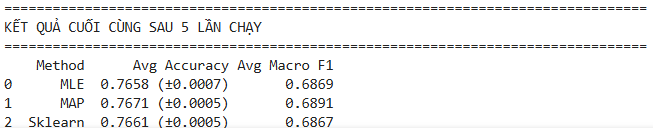 ================================================================================
KẾT QUẢ CUỐI CÙNG SAU 5 LẦN CHẠY
================================================================================
Method Avg Accuracy Avg Macro F1
0 MLE 0.7658 (±0.0007) 0.6869
1 MAP 0.7671 (±0.0005) 0.6891
2 Sklearn 0.7661 (±0.0005) 0.6867